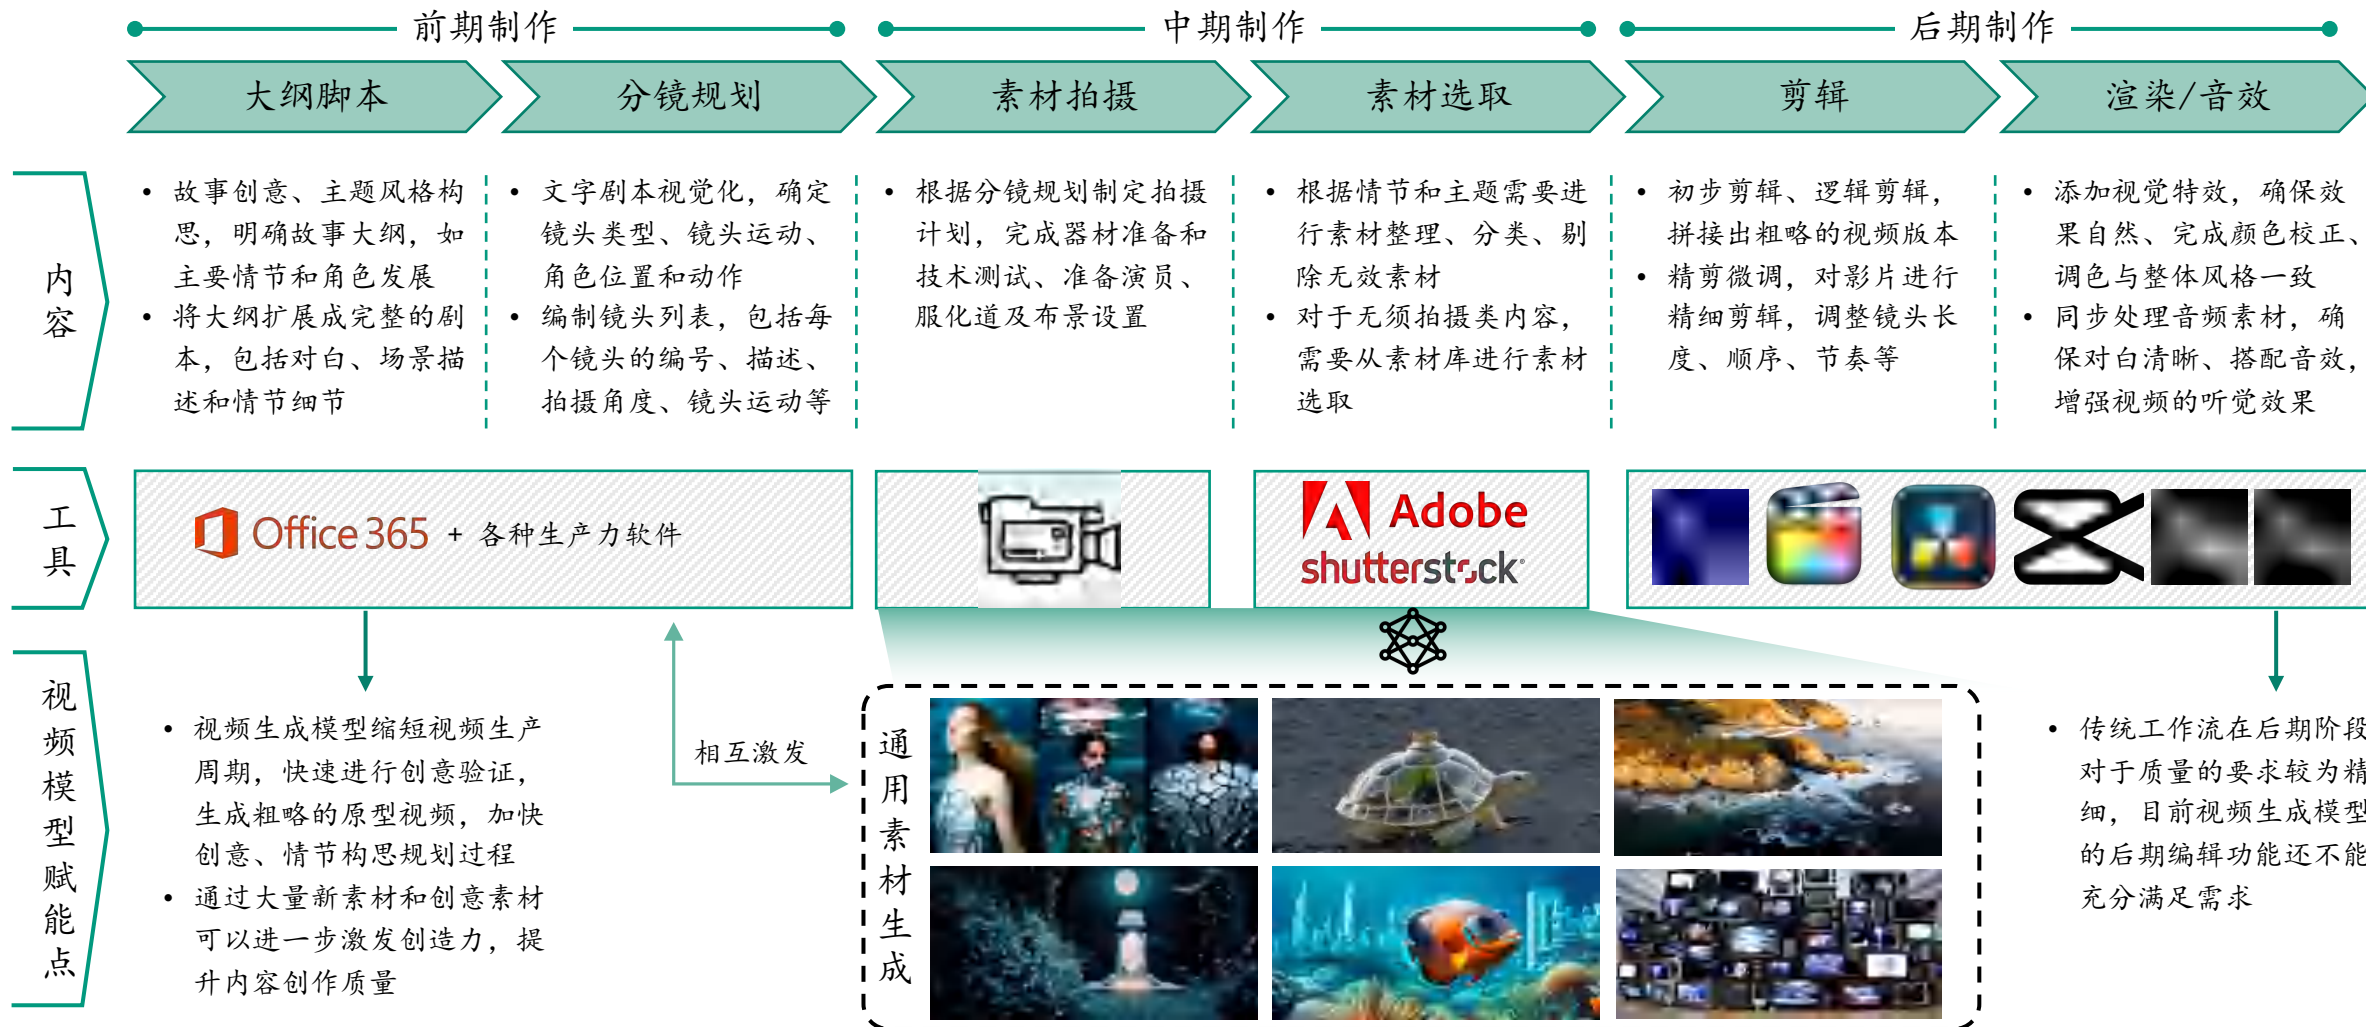 前期制作
中期制作
后期制作
大纲脚本
分镜规划
素材拍摄
素材选取
剪辑
渲染/音效
内容
• 故事创意、主题风格构
思，明确故事大纲，如
主要情节和角色发展
• 将大纲扩展成完整的剧
本，包括对白、场景描
述和情节细节
• 文字剧本视觉化，确定
镜头类型、镜头运动、
角色位置和动作
• 编制镜头列表，包括每
个镜头的编号、描述、
拍摄角度、镜头运动等
• 根据分镜规划制定拍摄
计划，完成器材准备和
技术测试、准备演员、
服化道及布景设置
• 根据情节和主题需要进
行素材整理、分类、剔
除无效素材
• 对于无须拍摄类内容，
需要从素材库进行素材
选取
• 初步剪辑、逻辑剪辑，
拼接出粗略的视频版本
• 精剪微调，对影片进行
精细剪辑，调整镜头长
度、顺序、节奏等
• 添加视觉特效，确保效
果自然、完成颜色校正、
调色与整体风格一致
• 同步处理音频素材，确
保对白清晰、搭配音效，
增强视频的听觉效果
工具
Office 365 + 各种生产力软件
Adobe
shutterstock
视频模型赋能点
• 视频生成模型缩短视频生产
周期，快速进行创意验证，
生成粗略的原型视频，加快
创意、情节构思规划过程
• 通过大量新素材和创意素材
可以进一步激发创造力，提
升内容创作质量
相互激发
通用素材生成
• 传统工作流在后期阶段
对于质量的要求较为精
细，目前视频生成模型
的后期编辑功能还不能
充分满足需求